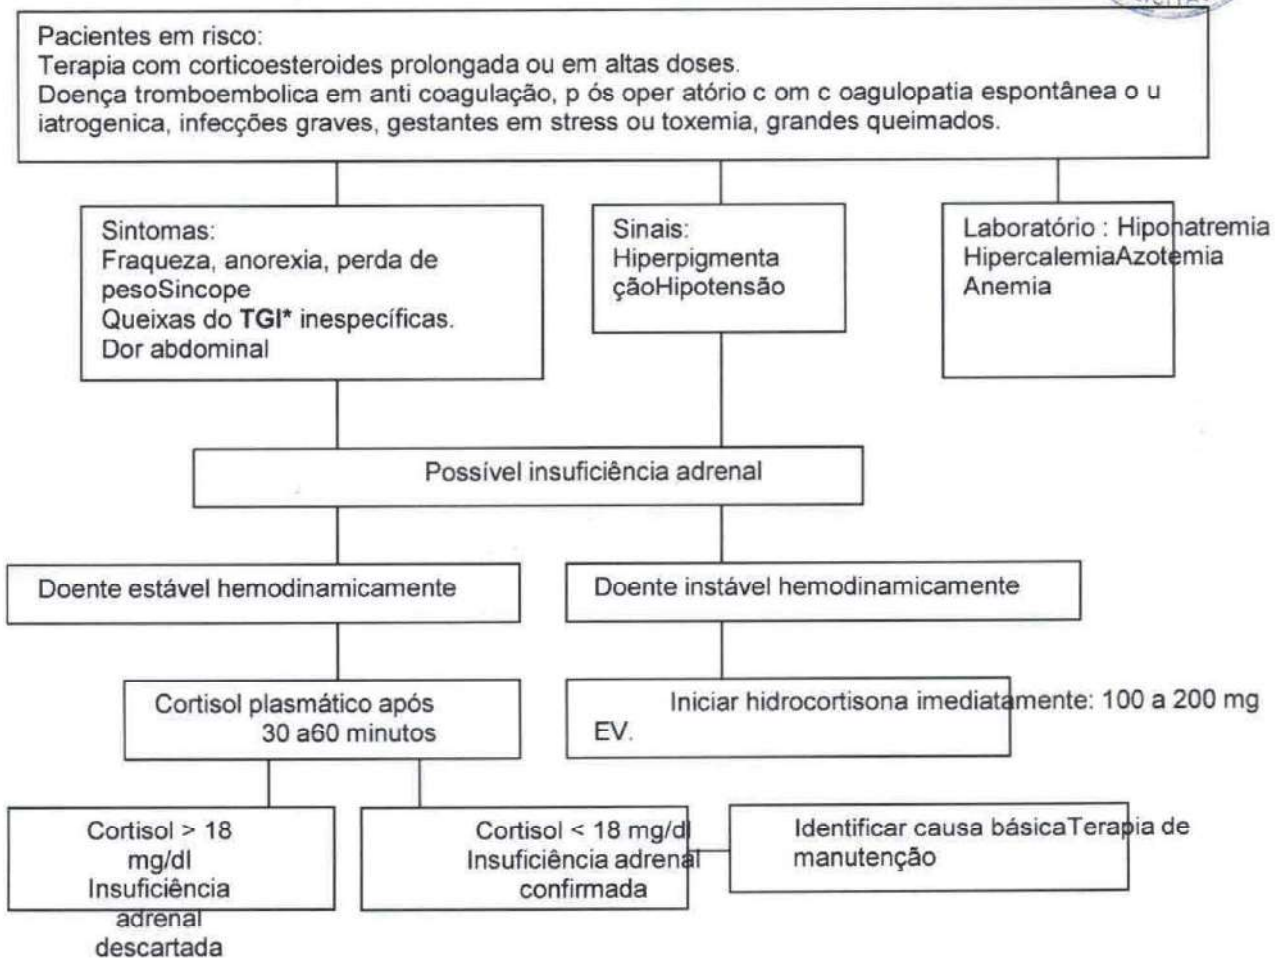 Pacientes em risco:
Terapia com corticoesteroides prolongada ou em altas doses.
Doença tromboembolica em anti coagulação, p ós oper atório c om c oagulopatia espontânea o u
iatrogenica, infecções graves, gestantes em stress ou toxemia, grandes queimados.
Sintomas:
Fraqueza, anorexia, perda de
pesoSincope
Queixas do TGI* inespecíficas.
Dor abdominal
Sinais:
Hiperpigmenta
çãoHipotensão
Laboratório : Hiponatremia
HipercalemiaAzotemia
Anemia
Possível insuficiência adrenal
Doente estável hemodinamicamente
Doente instável hemodinamicamente
Cortisol plasmático após
30 a60 minutos
Iniciar hidrocortisona imediatamente: 100 a 200 mg
EV.
Cortisol > 18
mg/dl
Insuficiência
adrenal
descartada
Cortisol < 18 mg/dl
Insuficiência adrenal
confirmada
Identificar causa básicaTerapia de
manutenção